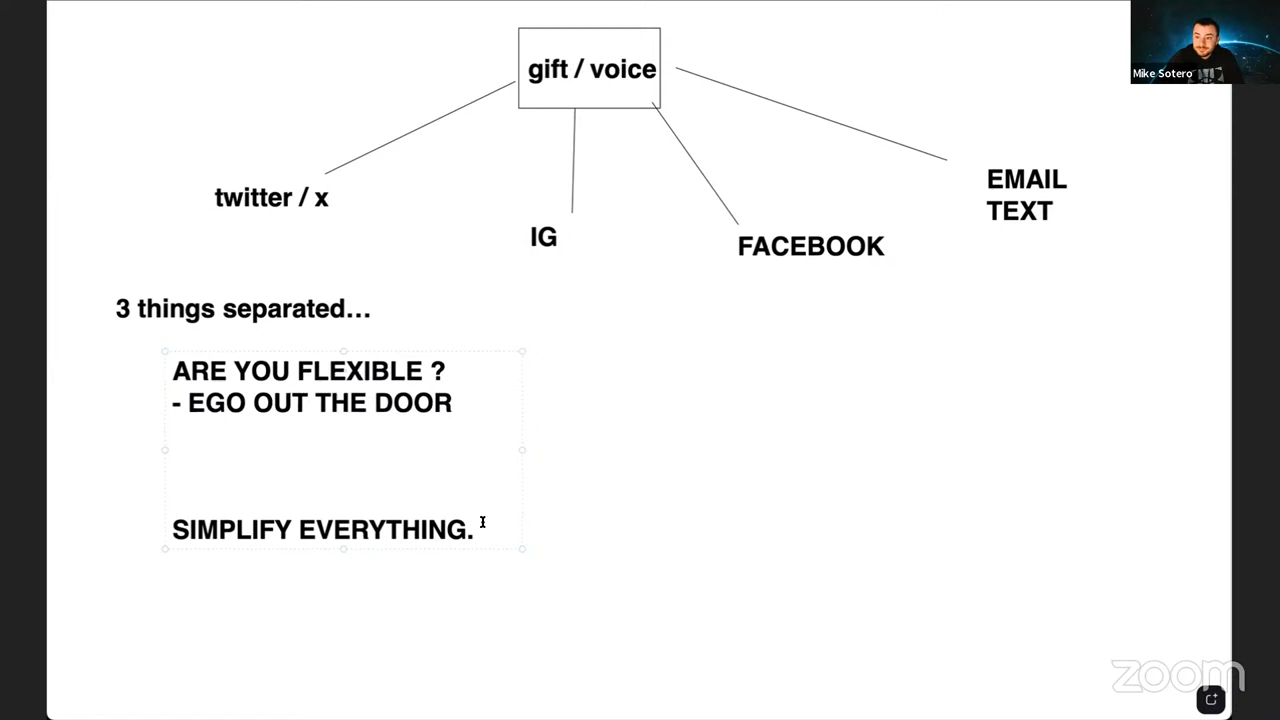 gift / voice
Mike Sotero
twitter / x
IG
FACEBOOK
EMAIL
TEXT
3 things separated...
ARE YOU FLEXIBLE ?
- EGO OUT THE DOOR
SIMPLIFY EVERYTHING.
zoom